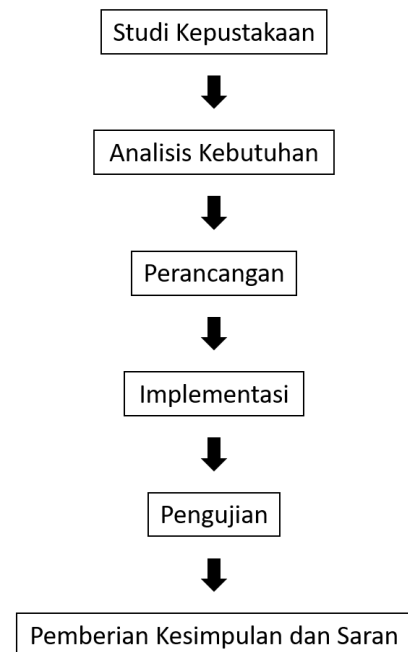 Studi Kepustakaan
Analisis Kebutuhan
Perancangan
Implementasi
Pengujian
Pemberian Kesimpulan dan Saran